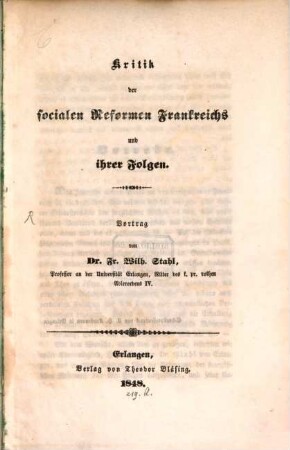 Kritik
der
socialen Reformen Frankreichs
und
ihrer Folgen.
Vortrag
von
Dr. Fr. Wilh. Stahl,
Professor an der Universität Erlangen, Ritter des k. pr. rothen
Adlerordens IV.
Erlangen,
Verlag von Theodor Bläsing.
1848.